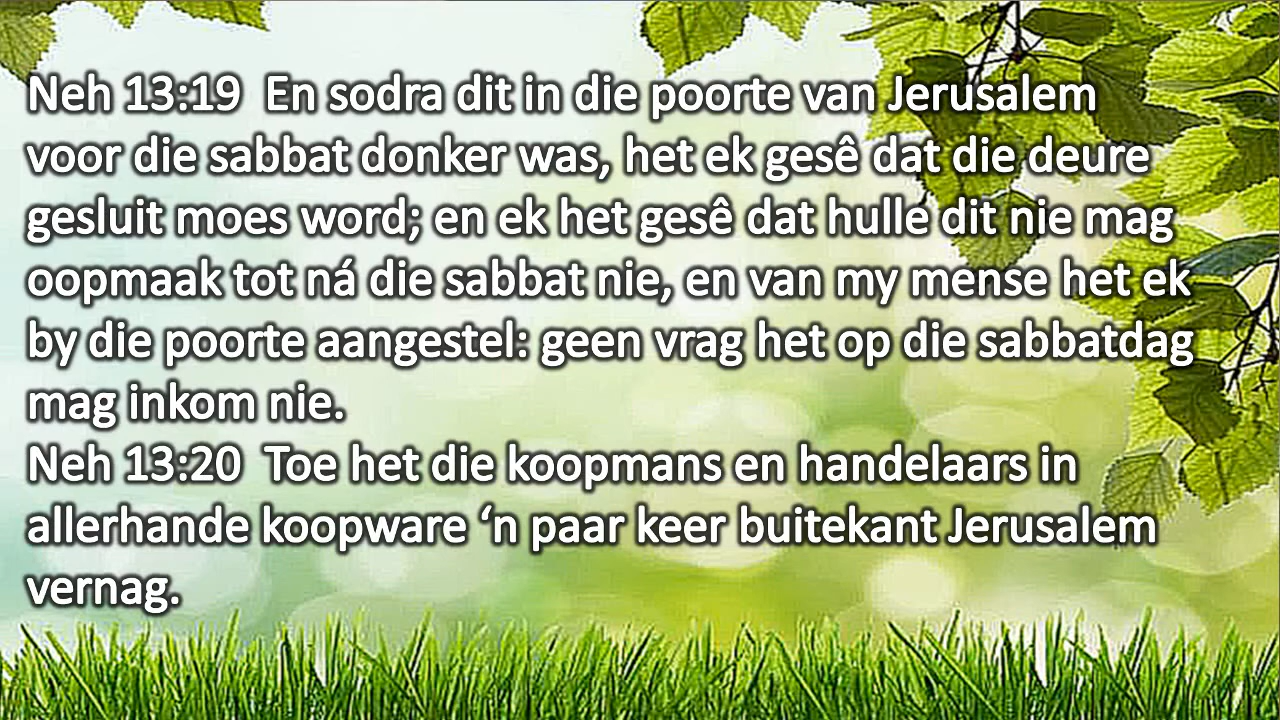 Neh 13:19  En sodra dit in die poorte van Jerusalem
voor die sabbat donker was, het ek gesê dat die deure
gesluit moes word; en ek het gesê dat hulle dit nie mag
oopmaak tot ná die sabbat nie, en van my mense het ek
by die poorte aangestel: geen vrag het op die sabbatdag
mag inkom nie.
Neh 13:20  Toe het die koopmans en handelaars in
allerhande koopware ‘n paar keer buitekant Jerusalem
vernag.